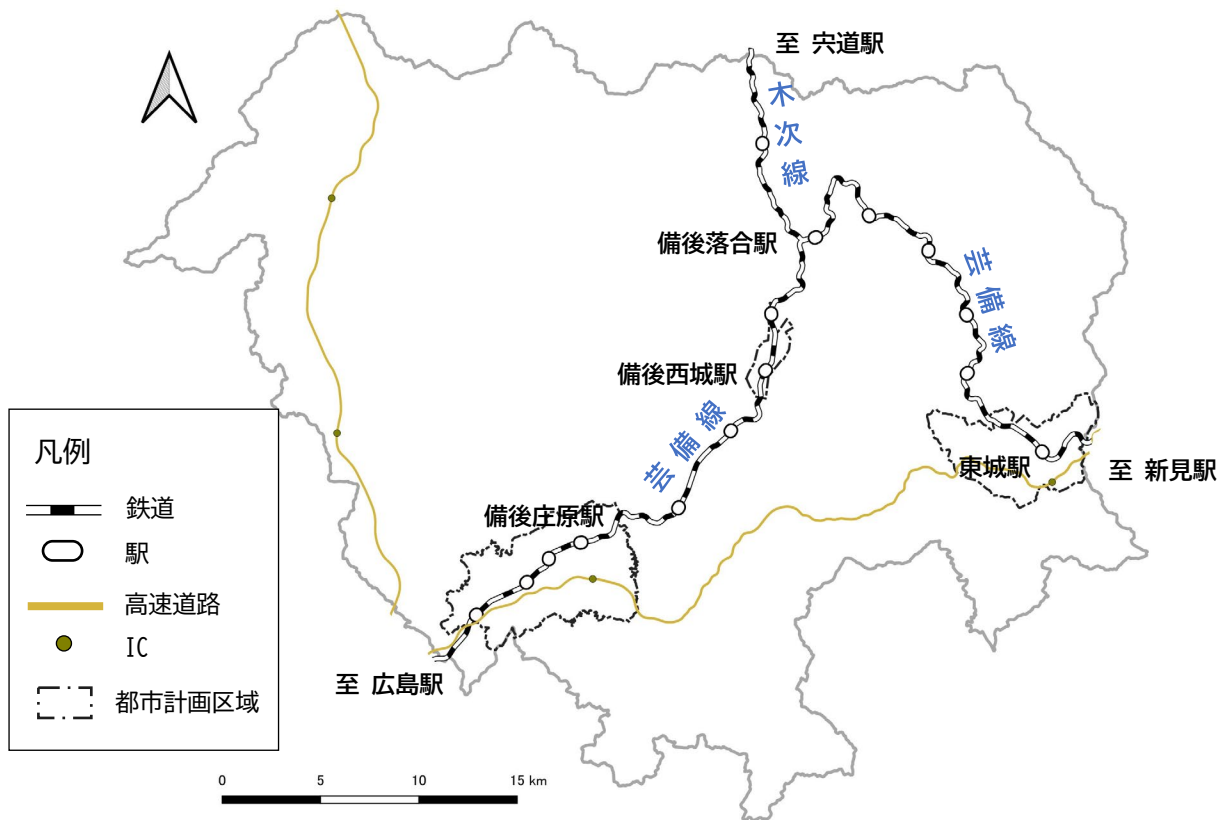 至 宍道駅
木次線
備後落合駅
芸備線
備後西城駅
芸備線
東城駅
至 新見駅
備後庄原駅
至 広島駅
凡例
鉄道
駅
高速道路
IC
都市計画区域
0 5 10 15 km